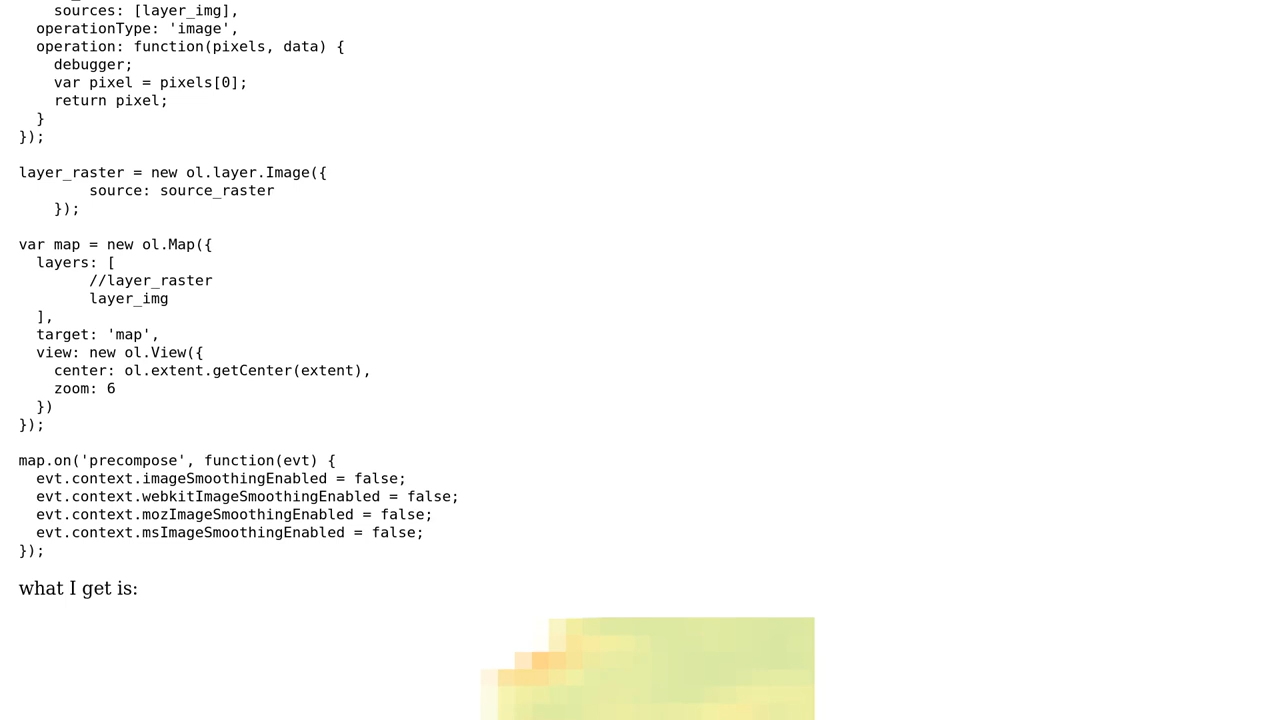 sources: [layer_img],
operationType: 'image',
operation: function(pixels, data) {
debugger;
var pixel = pixels[0];
return pixel;
}
});
layer_raster = new ol.layer.Image({
source: source_raster
});
var map = new ol.Map({
layers: [
//layer_raster
layer_img
],
target: 'map',
view: new ol.View({
center: ol.extent.getCenter(extent),
zoom: 6
})
});
map.on('precompose', function(evt) {
evt.context.imageSmoothingEnabled = false;
evt.context.webkitImageSmoothingEnabled = false;
evt.context.mozImageSmoothingEnabled = false;
evt.context.msImageSmoothingEnabled = false;
});
what I get is: